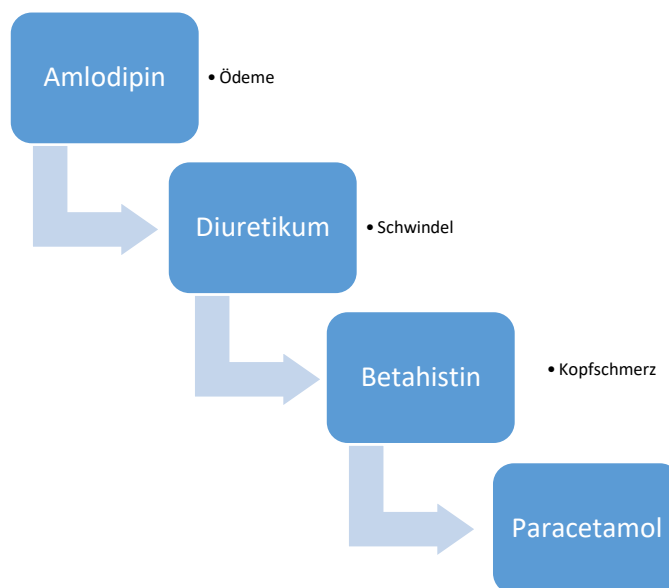 Amlodipin
• Ödeme
Diuretikum
• Schwindel
Betahistin
• Kopfschmerz
Paracetamol